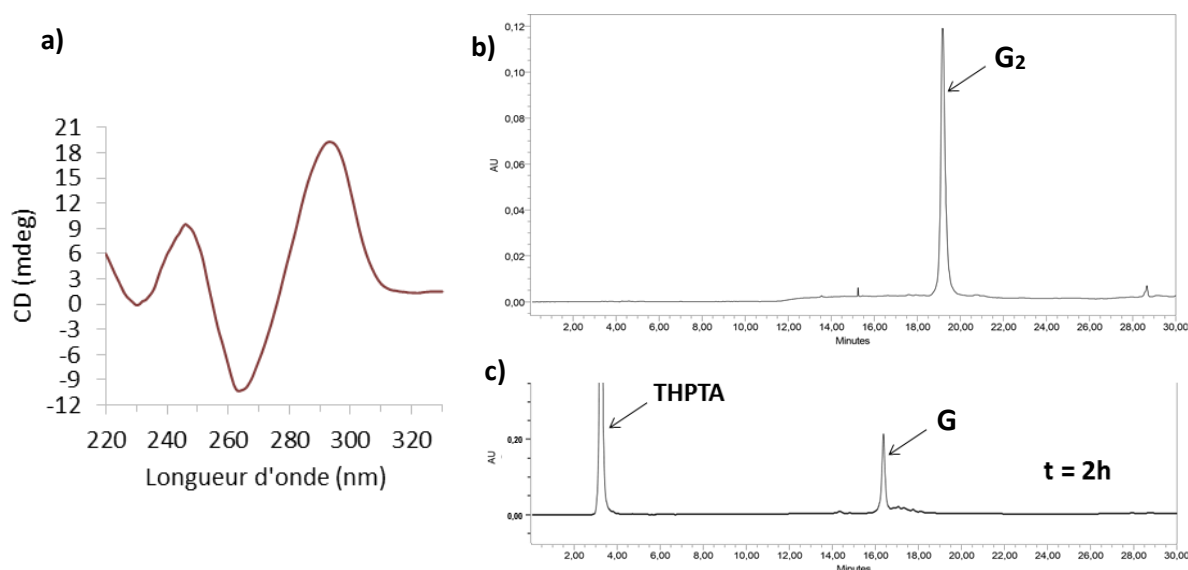 a)
21
18
15
12
9
6
3
0
-3
-6
-9
-12
CD (mdeg)
220 240 260 280 300 320
Longueur d'onde (nm)
b)
0,12
0,10
0,08
0,06
0,04
0,02
0,00
AU
G2
2,00 4,00 6,00 8,00 10,00 12,00 14,00 16,00 18,00 20,00 22,00 24,00 26,00 28,00 30,00
Minutes
c)
THPTA
G
t = 2h
0,20
0,00
AU
2,00 4,00 6,00 8,00 10,00 12,00 14,00 16,00 18,00 20,00 22,00 24,00 26,00 28,00 30,00
Minutes